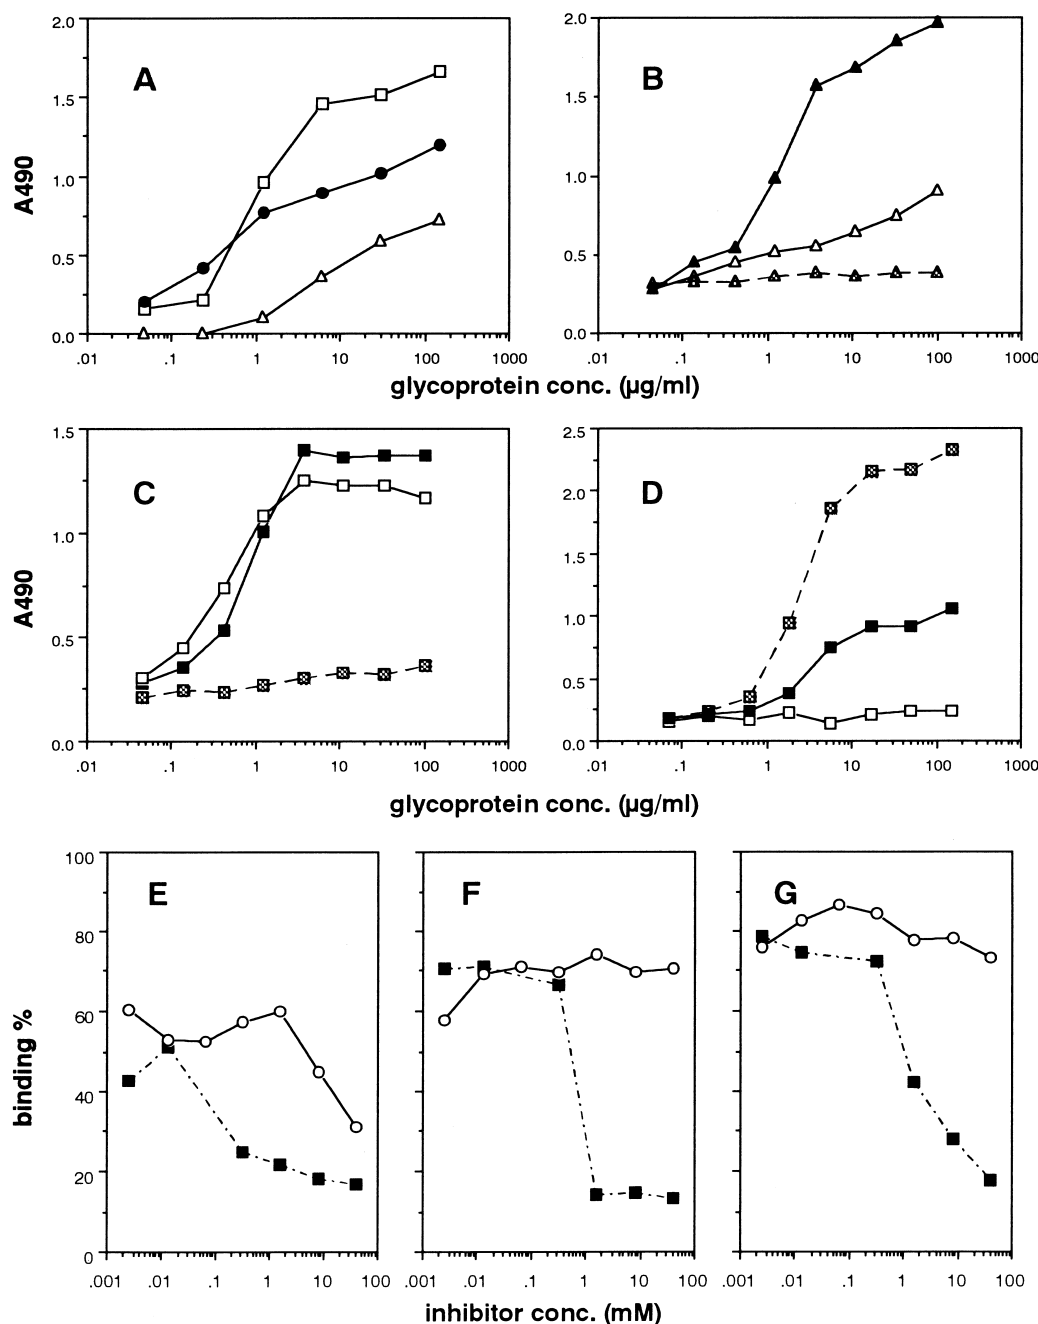 2.0
1.5
1.0
0.5
0.0
A490
A
.01 .1 1 10 100 1000
2.0
1.5
1.0
0.5
0.0
B
.01 .1 1 10 100 1000
glycoprotein conc. (µg/ml)
1.5
1.0
0.5
0.0
A490
C
.01 .1 1 10 100 1000
2.5
2.0
1.5
1.0
0.5
0.0
D
.01 .1 1 10 100 1000
glycoprotein conc. (µg/ml)
100
80
60
40
20
0
binding %
E
.001 .01 .1 1 10 100
F
.001 .01 .1 1 10 100
G
.001 .01 .1 1 10 100
inhibitor conc. (mM)